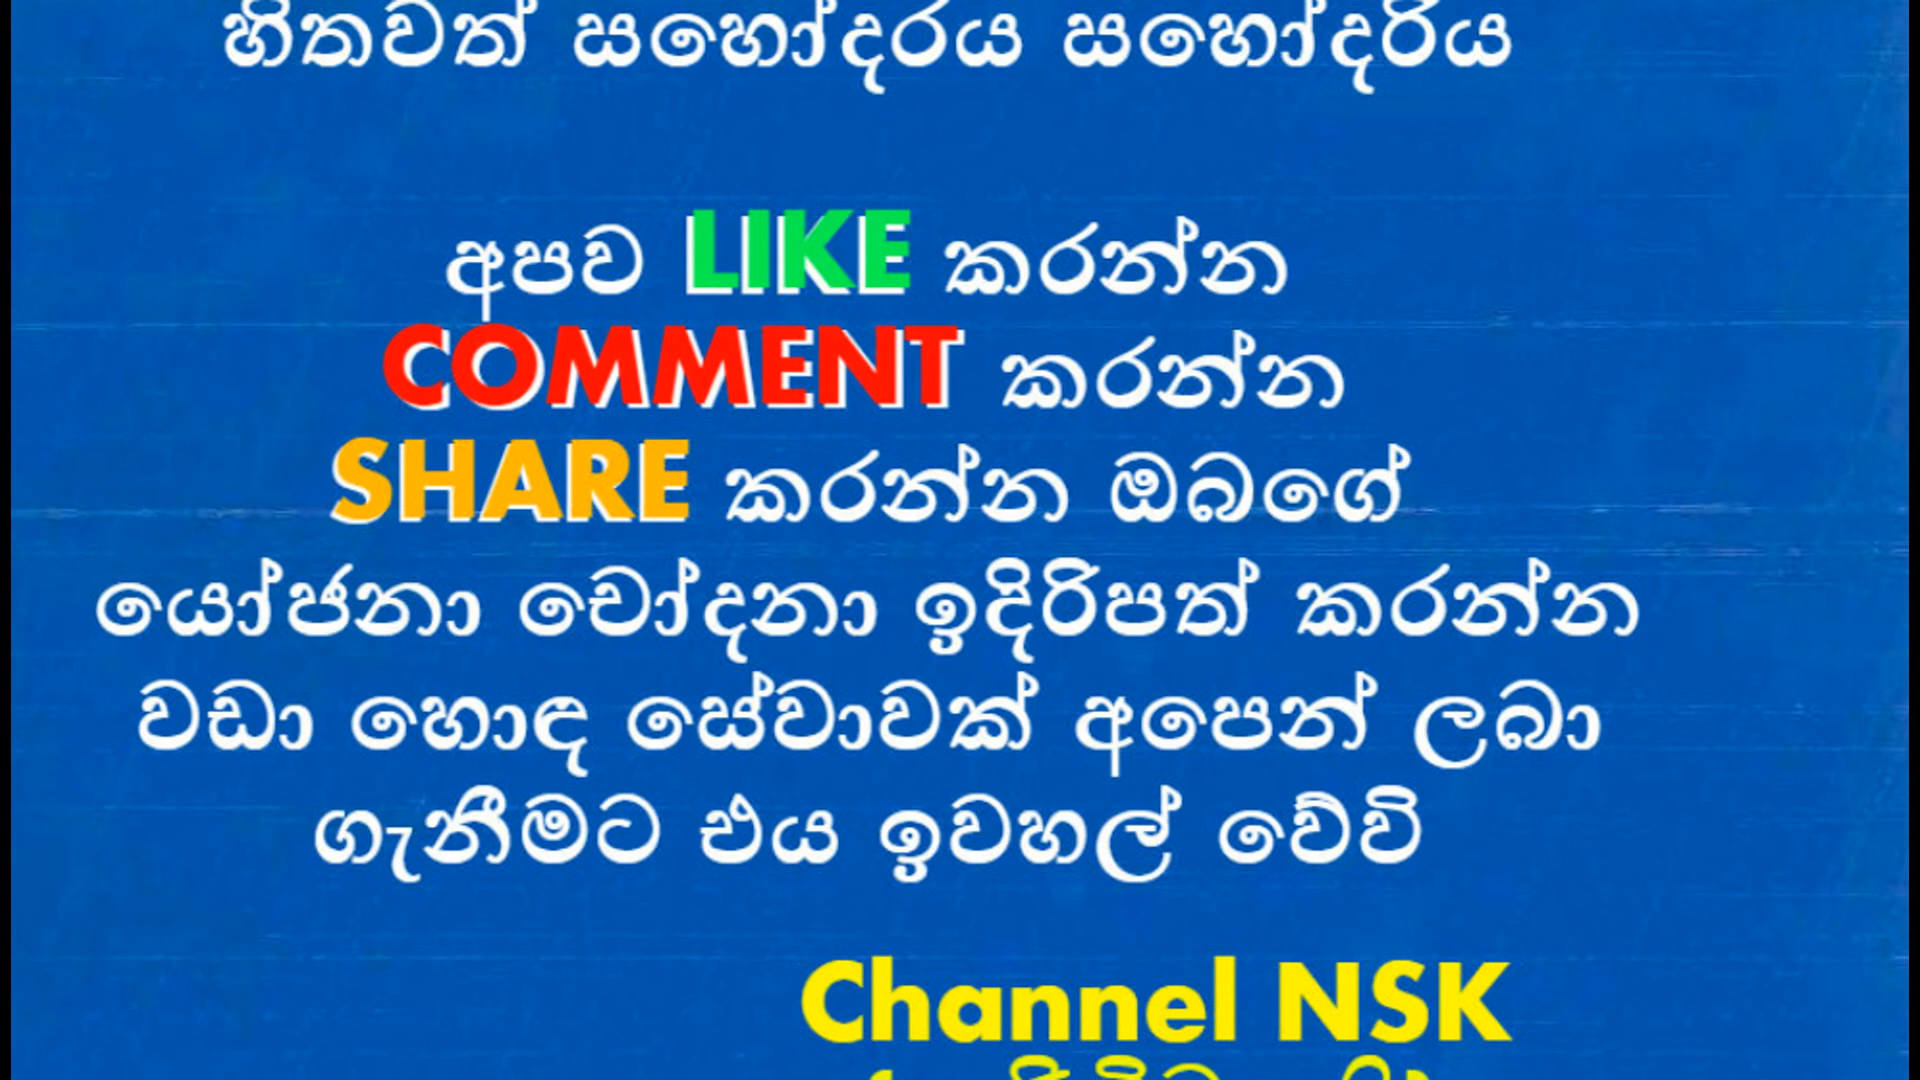 හිතවත් සහෝදරය සහෝදරිය
අපව LIKE කරන්න
COMMENT කරන්න
SHARE කරන්න ඔබගේ
යෝජනා චෝදනා ඉදිරිපත් කරන්න
වඩා හොඳ සේවාවක් අපෙන් ලබා
ගැනීමට එය ඉවහල් වේවි
Channel NSK